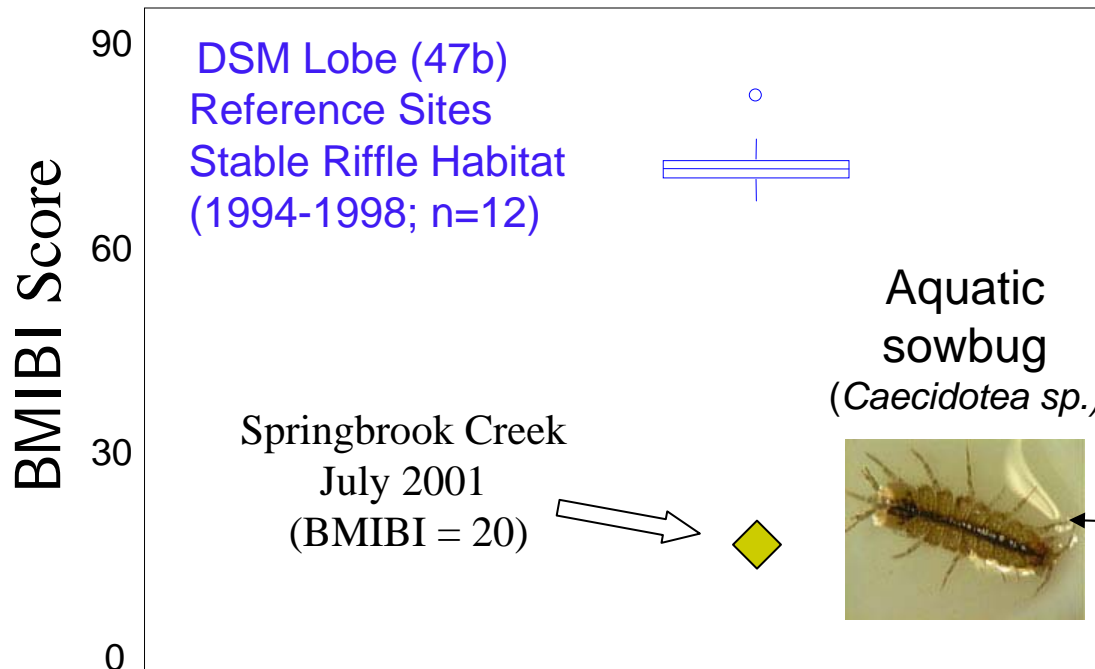 90
60
30
0
BMIBI Score
DSM Lobe (47b)
Reference Sites
Stable Riffle Habitat
(1994-1998; n=12)
Springbrook Creek
July 2001
(BMIBI = 20)
Aquatic
sowbug
(Caecidotea sp.)